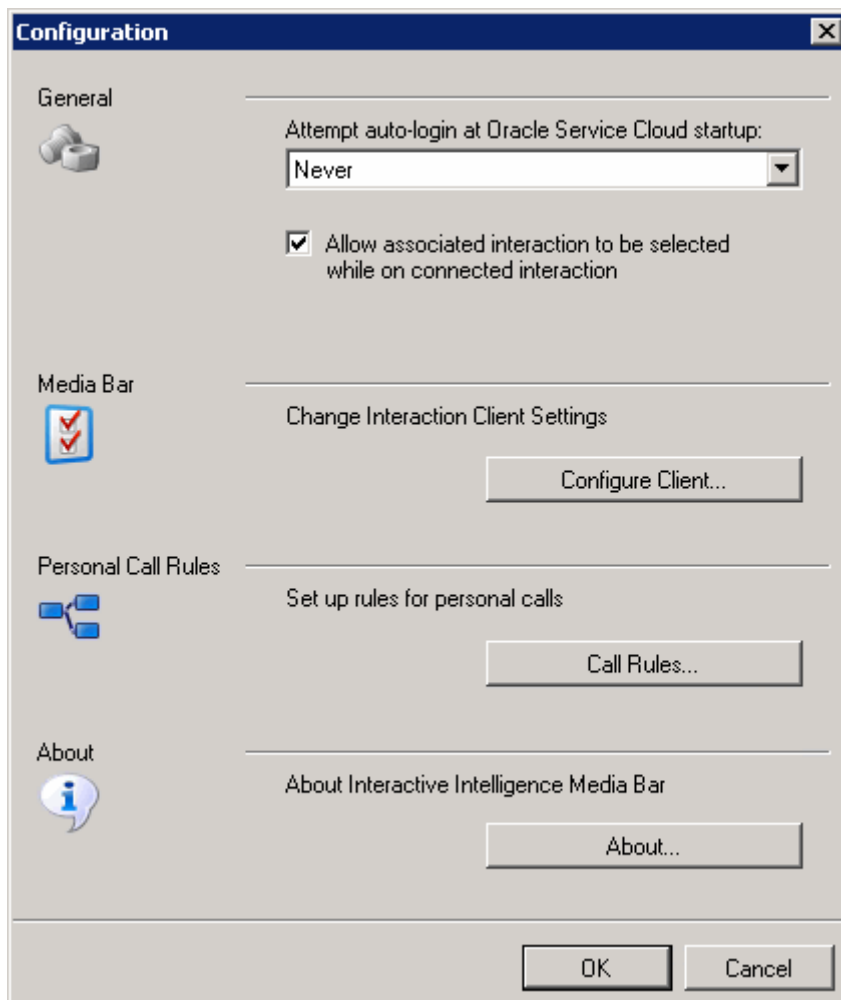 Configuration
General
Attempt auto-login at Oracle Service Cloud startup:
Never
Allow associated interaction to be selected
while on connected interaction
Media Bar
Change Interaction Client Settings
Configure Client...
Personal Call Rules
Set up rules for personal calls
Call Rules...
About
About Interactive Intelligence Media Bar
About...
OK
Cancel